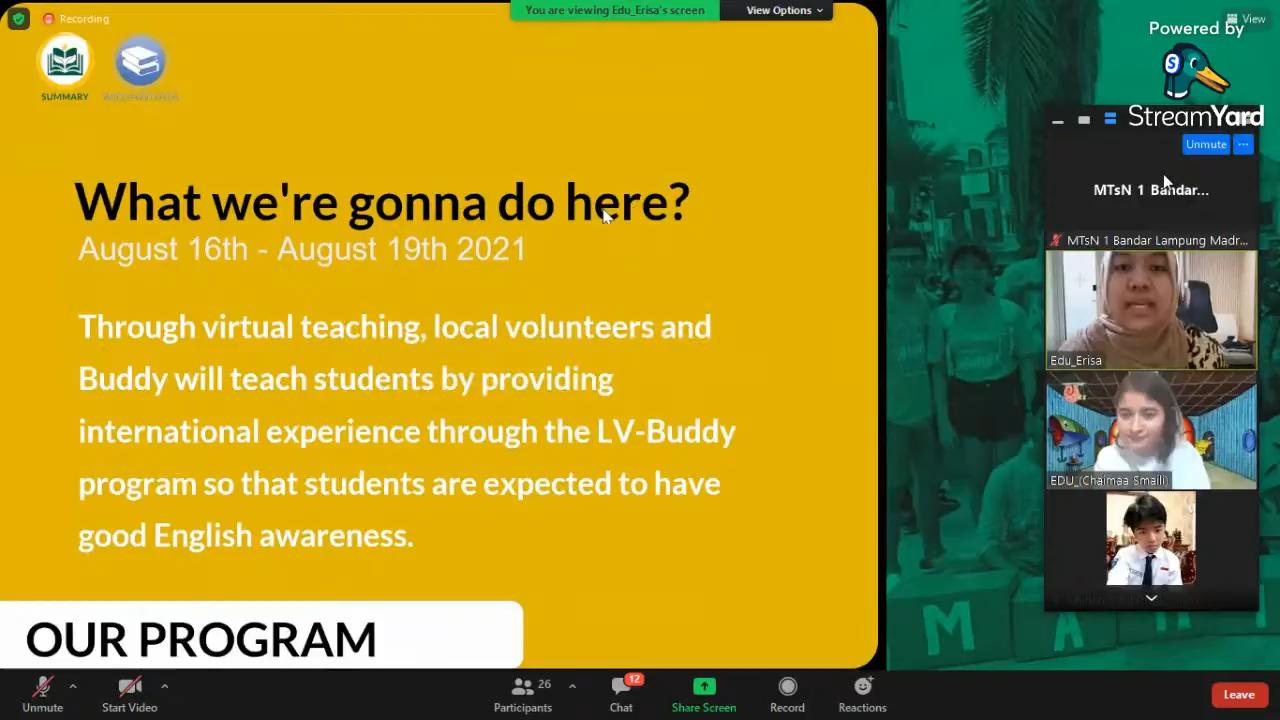 Recording
You are viewing Edu_Erisa's screen
View Options
View
Powered by
StreamYard
SUMMARY
What we're gonna do here?
August 16th - August 19th 2021
Through virtual teaching, local volunteers and
Buddy will teach students by providing
international experience through the LV-Buddy
program so that students are expected to have
good English awareness.
OUR PROGRAM
Unmute
MTsN 1 Bandar...
MTsN 1 Bandar Lampung Madr...
Edu_Erisa
EDU_(Chaimaa Smaili)
M A
Unmute
Start Video
26
Participants
12
Chat
Share Screen
Record
Reactions
Leave